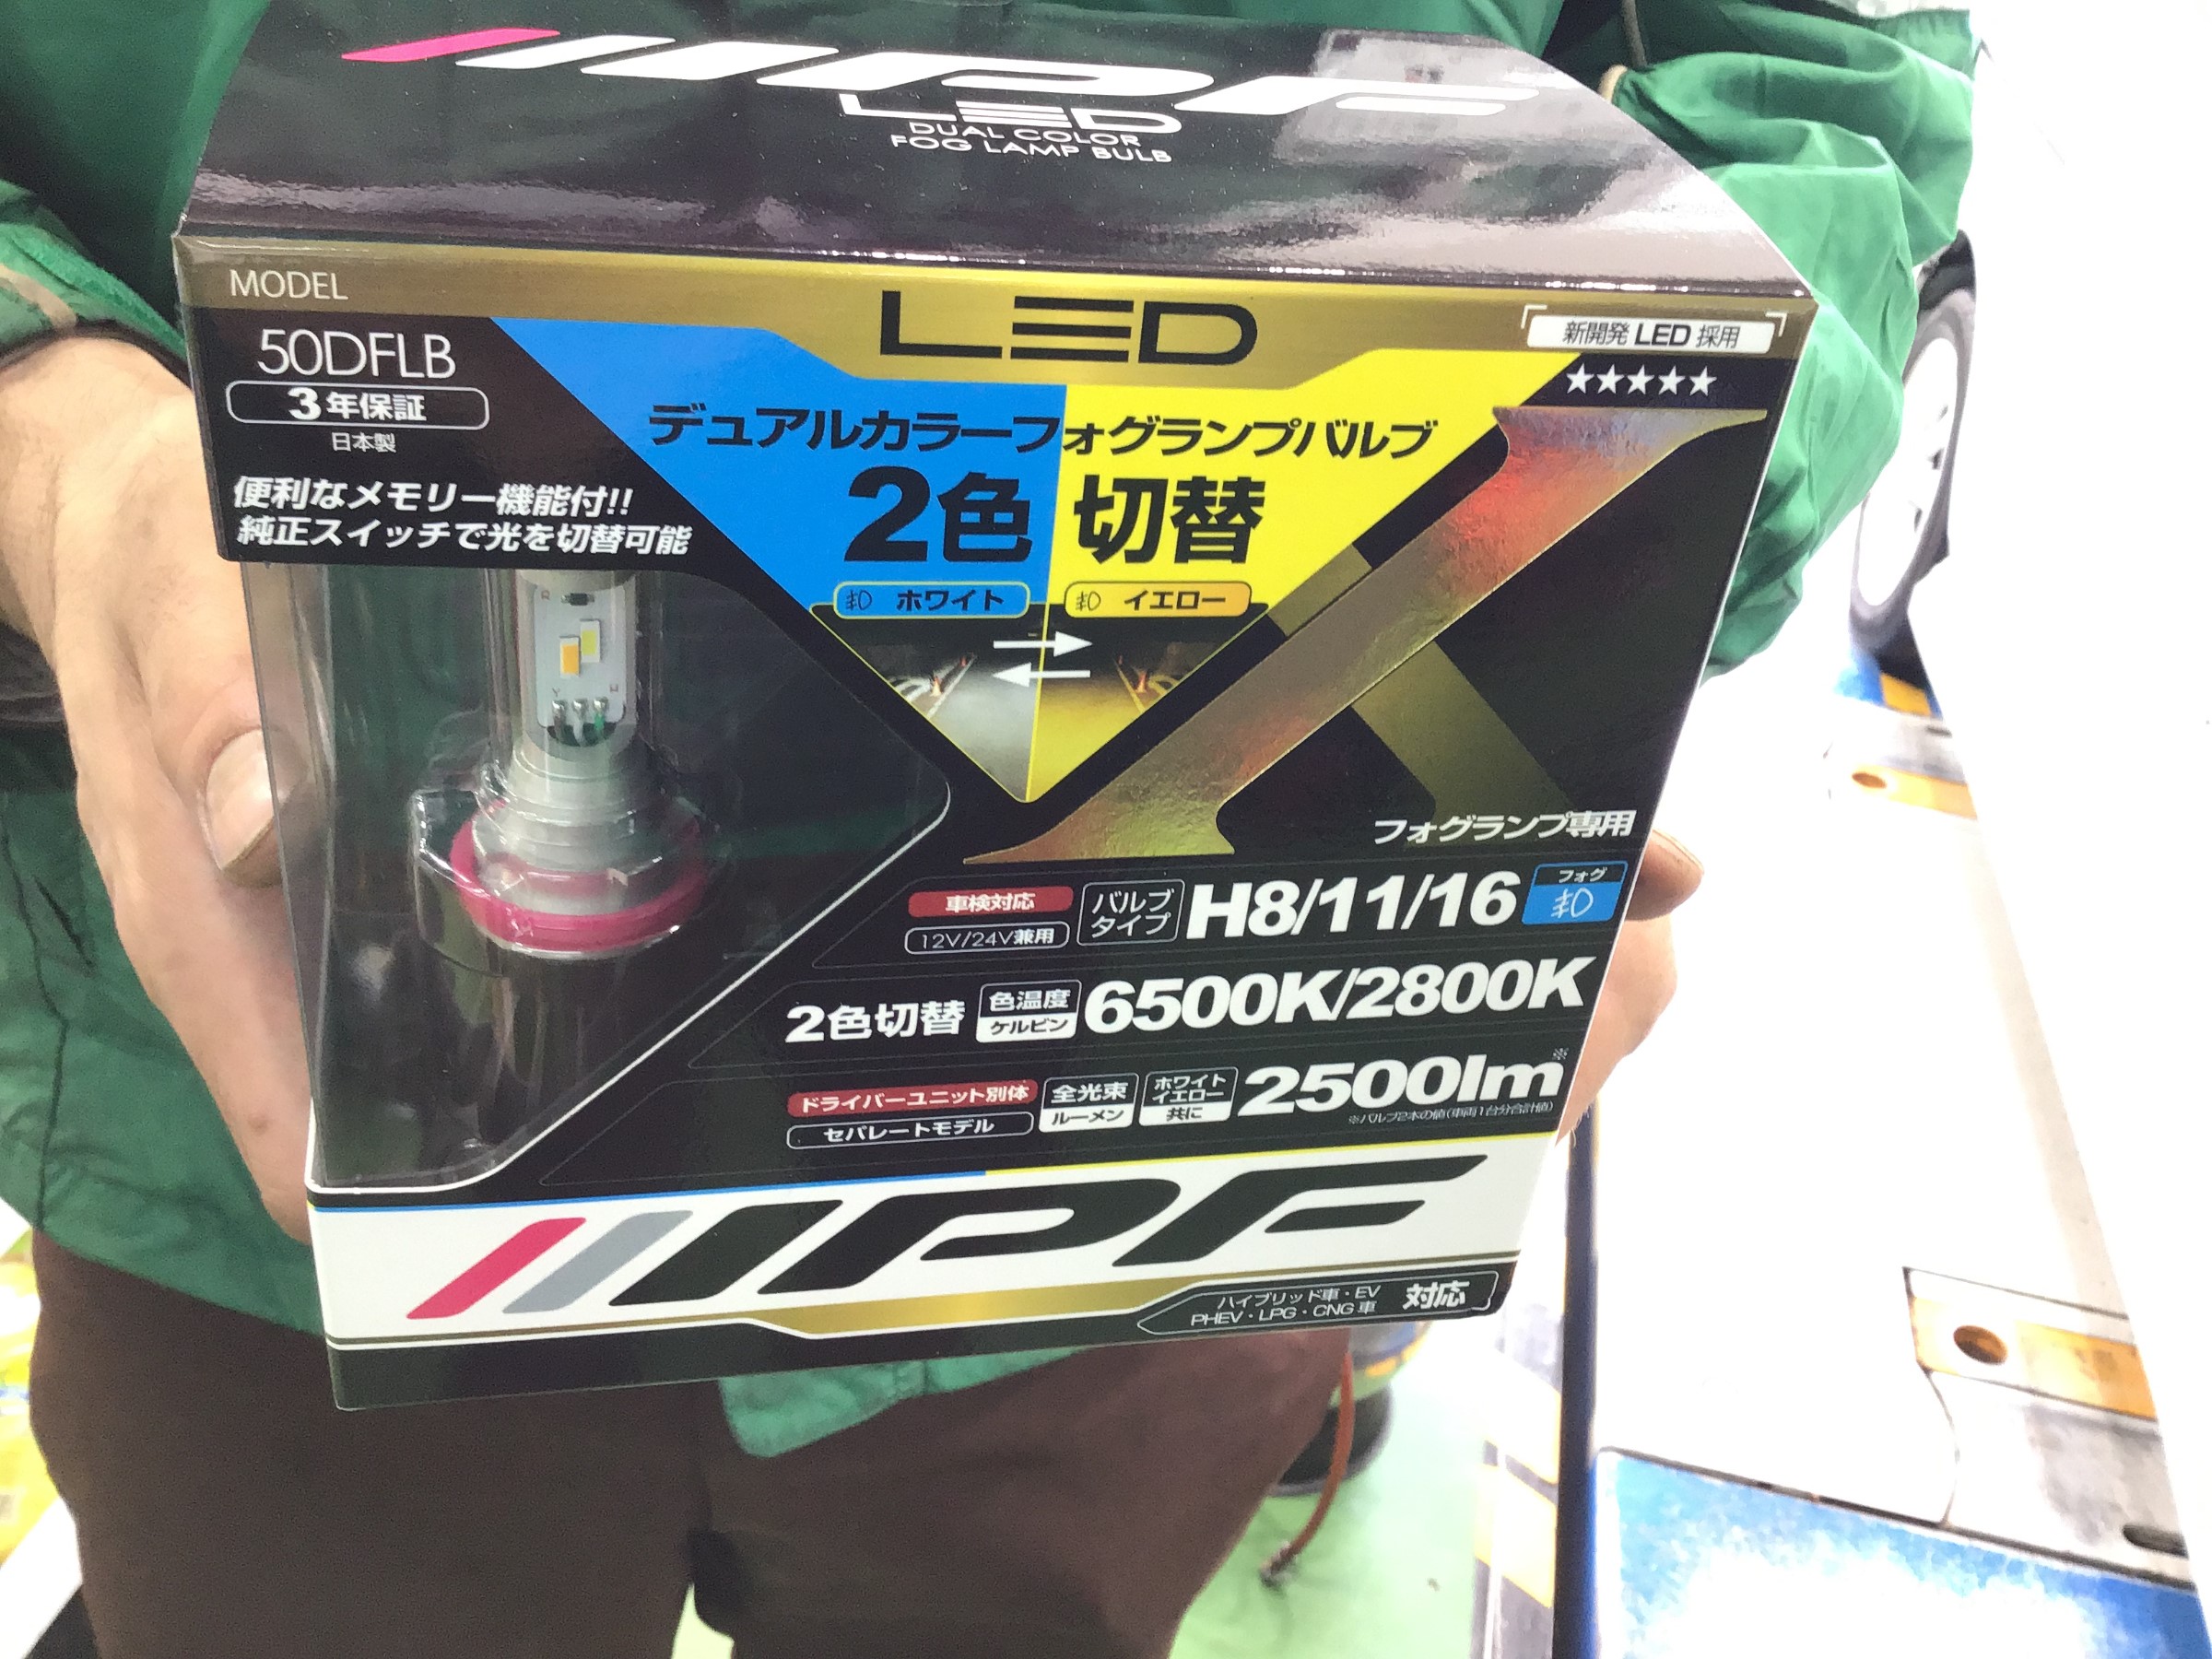 IPF
LED
DUAL COLOR
FOG LAMP BULB
MODEL
50DFLB
3年保証
日本製
LED
新開発 LED 採用
★★★★★
デュアルカラーフォグランプバルブ
2色 切替
便利なメモリー機能付!!
純正スイッチで光を切替可能
ホワイト
イエロー
X
フォグランプ専用
車検対応
12V/24V兼用
バルブ
タイプ
H8/11/16
フォグ
2色切替
色温度
ケルビン
6500K/2800K
ドライバーユニット別体
セパレートモデル
全光束
ルーメン
ホワイト
イエロー
共に
2500lm※
※バルブ2本の値(車両1台分合計値)
IPF
ハイブリッド車・EV
PHEV・LPG・CNG 車
対応